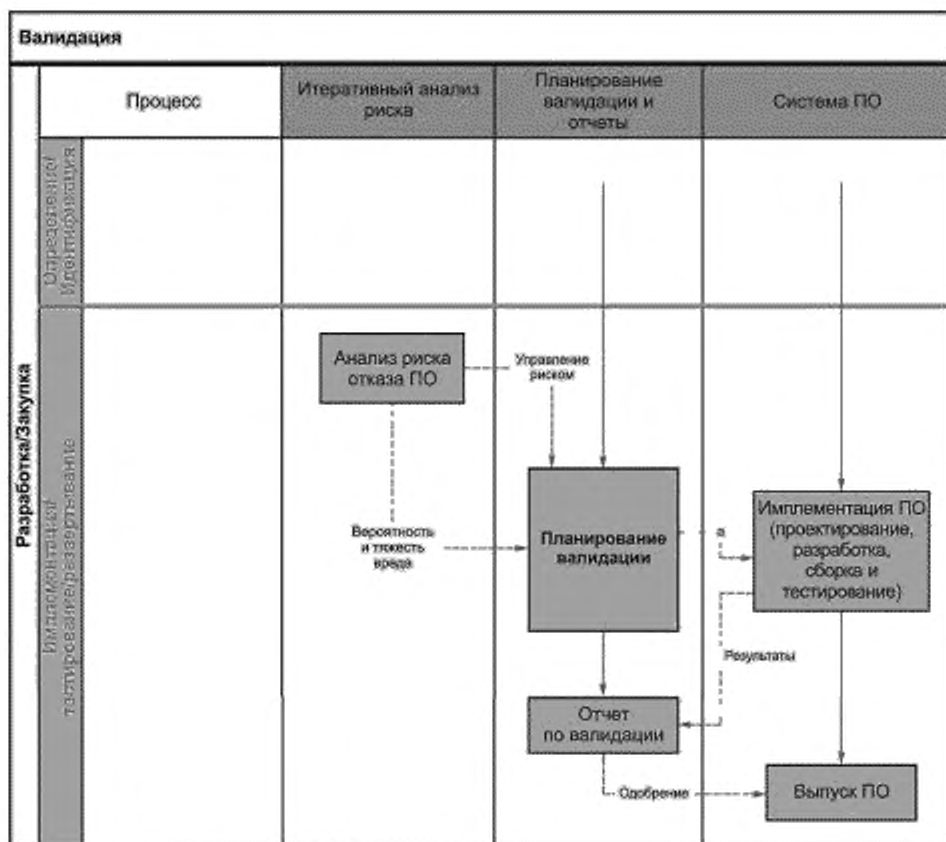 Валидация
Процесс
Итеративный анализ
риска
Планирование
валидации и
отчеты
Система ПО
Разработка/Закупка
Определение/
Идентификация
Имплементация/
тестирование/развертывание
Анализ риска
отказа ПО
Управление
риском
Вероятность
и тяжесть
вреда
Планирование
валидации
а
Имплементация ПО
(проектирование,
разработка,
сборка и
тестирование)
Результаты
Отчет
по валидации
Одобрение
Выпуск ПО